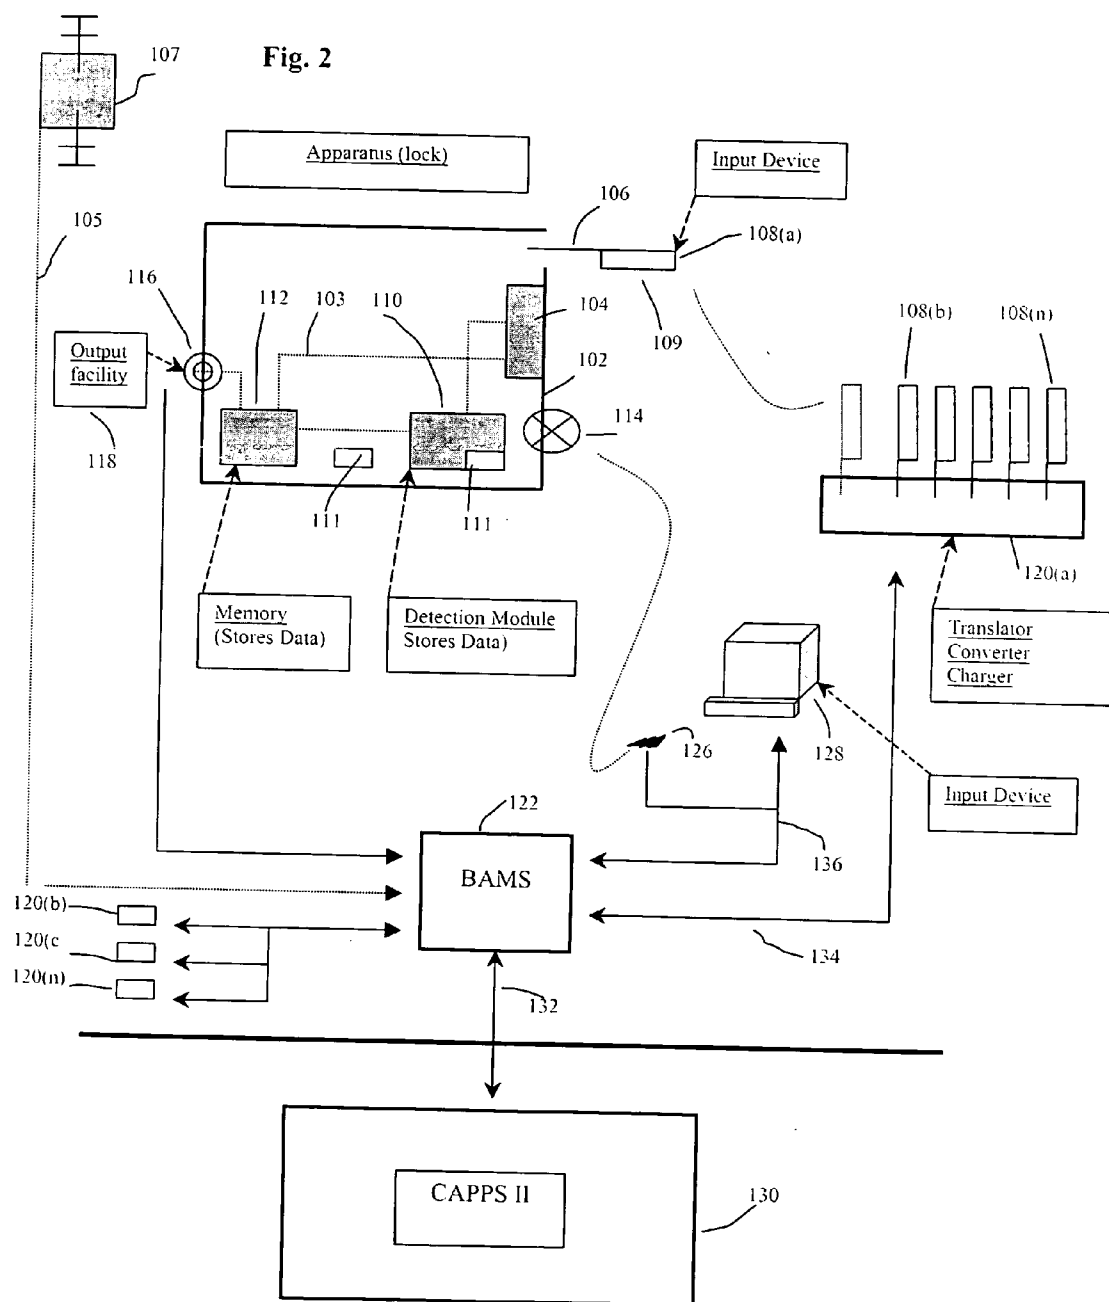 Fig. 2
107
Apparatus (lock)
Input Device
105
106
108(a)
116
112
103
110
104
109
108(b)
108(n)
Output
facility
102
114
118
111
111
120(a)
Memory
(Stores Data)
Detection Module
Stores Data)
Translator
Converter
Charger
126
128
122
Input Device
BAMS
136
120(b)
120(c
134
120(n)
132
CAPPS II
130